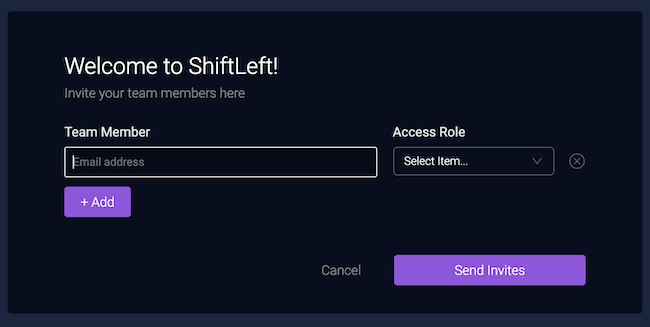 Welcome to ShiftLeft!
Invite your team members here
Team Member Access Role
Email address Select Item...
+ Add
Cancel Send Invites